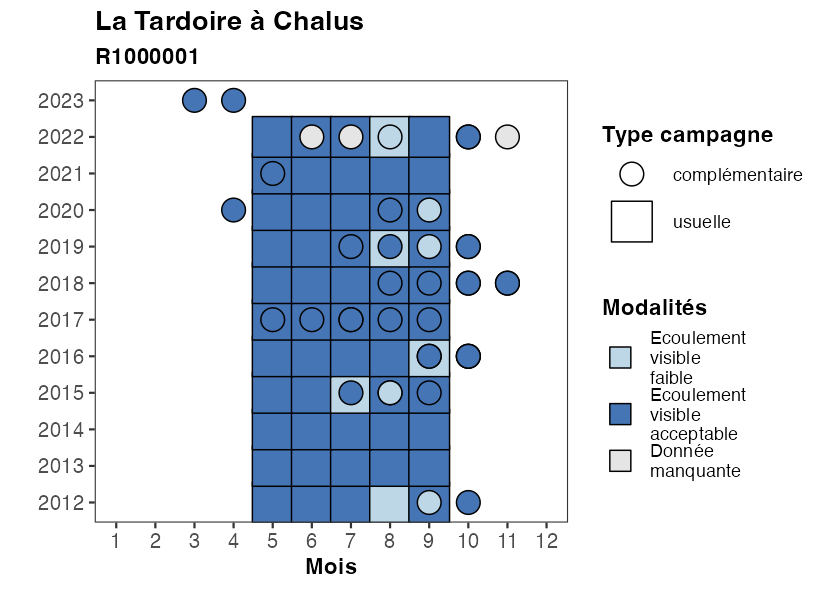 La Tardoire à Chalus
R1000001
2023
2022
2021
2020
2019
2018
2017
2016
2015
2014
2013
2012
1 2 3 4 5 6 7 8 9 10 11 12
Mois
Type campagne
complémentaire
usuelle
Modalités
Ecoulement
visible
faible
Ecoulement
visible
acceptable
Donnée
manquante